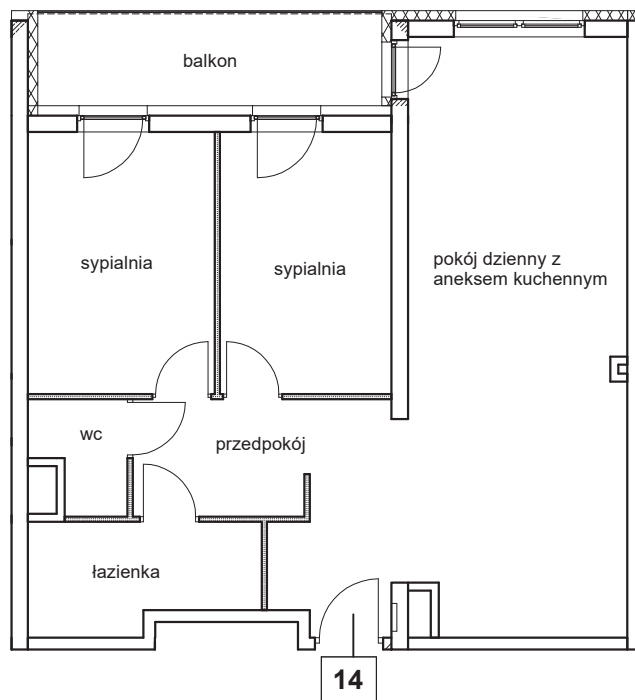 balkon
sypialnia
sypialnia
pokój dzienny z
aneksem kuchennym
wc
przedpokój
łazienka
14